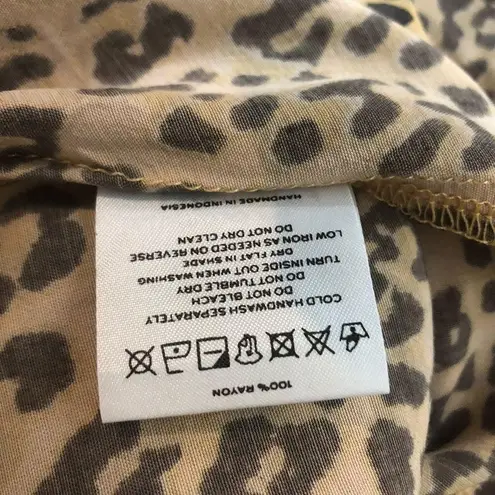 100% RAYON
COLD HANDWASH SEPARATELY
DO NOT BLEACH
DO NOT TUMBLE DRY
TURN INSIDE OUT WHEN WASHING
DRY FLAT IN SHADE
LOW IRON AS NEEDED ON REVERSE
DO NOT DRY CLEAN
HANDMADE IN INDONESIA